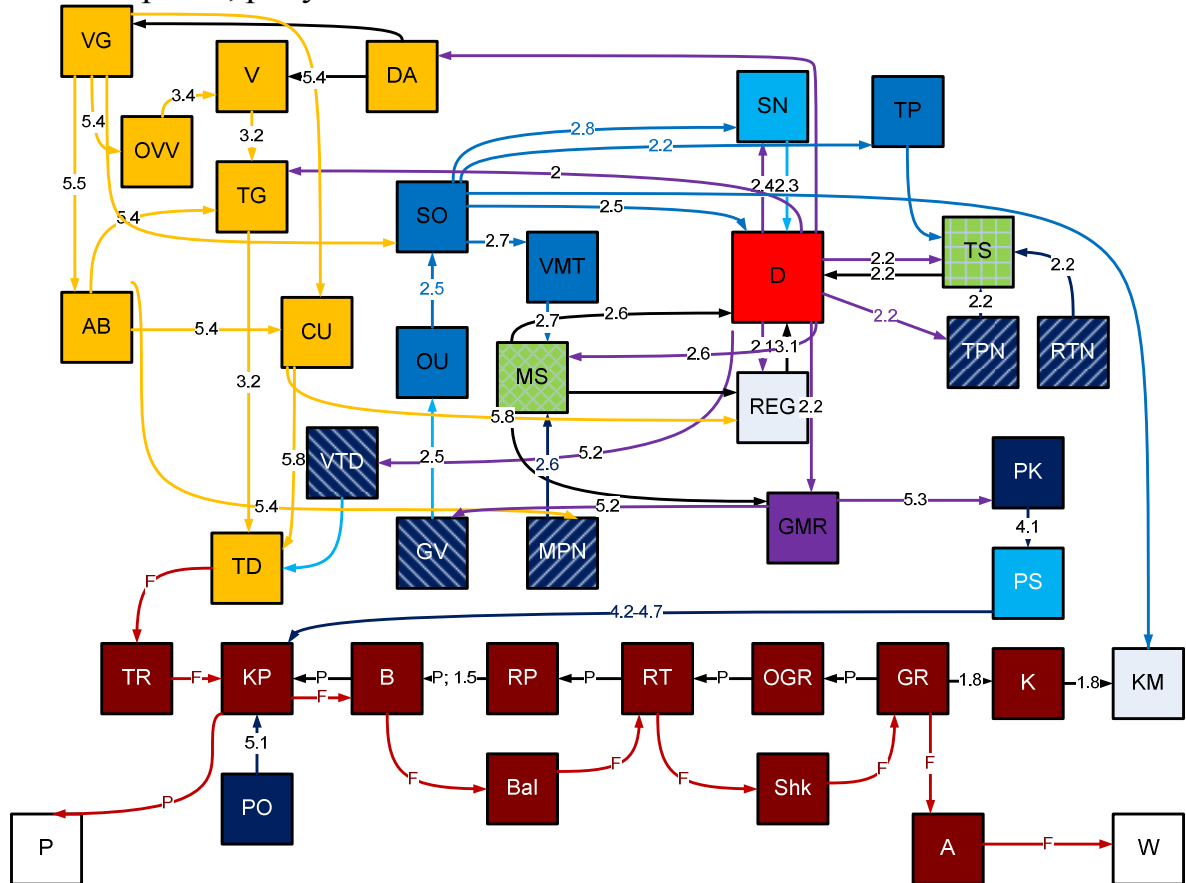 VG
V
DA
5.4
SN
TP
3.4
5.4
OVV
2.8
3.2
2.2
5.5
TG
2
2.4
2.3
5.4
SO
2.5
2.7
VMT
D
2.2
2.2
TS
2.2
2.5
AB
5.4
CU
2.7
2.6
2.2
2.2
TPN
RTN
OU
MS
2.6
2.1
3.1
3.2
REG
2.2
5.8
5.8
VTD
2.5
2.6
5.2
PK
5.3
5.4
5.2
GMR
4.1
TD
GV
MPN
PS
F
4.2-4.7
TR
F
KP
P
F
B
P; 1.5
RP
P
RT
P
OGR
P
GR
1.8
K
1.8
KM
5.1
F
Bal
F
F
Shk
F
F
P
PO
P
A
F
W